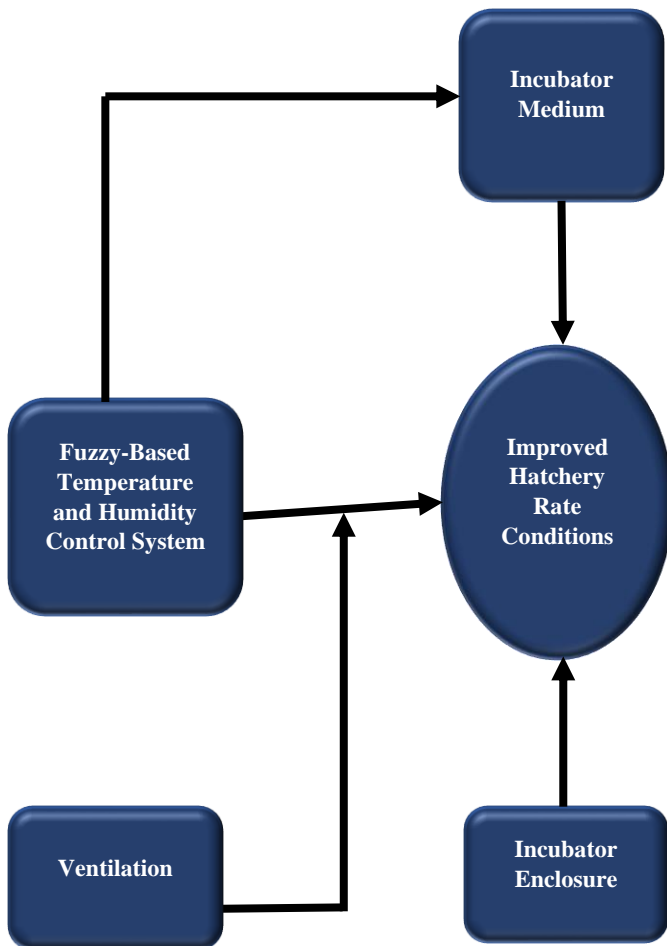 Incubator
Medium
Fuzzy-Based
Temperature
and Humidity
Control System
Improved
Hatchery
Rate
Conditions
Ventilation
Incubator
Enclosure